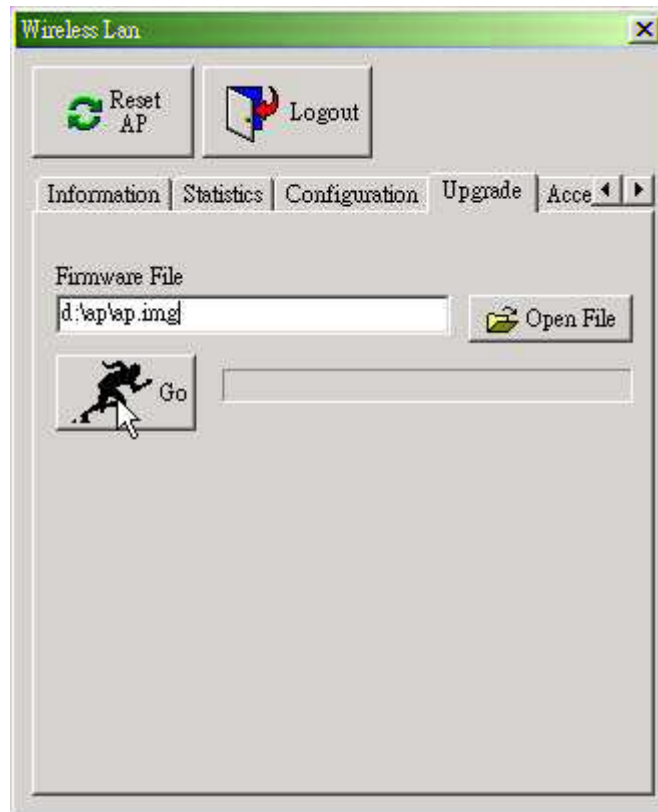 Wireless Lan
Reset
AP
Logout
Information Statistics Configuration Upgrade Acce
Firmware File
d:\ap\ap.img
Open File
Go